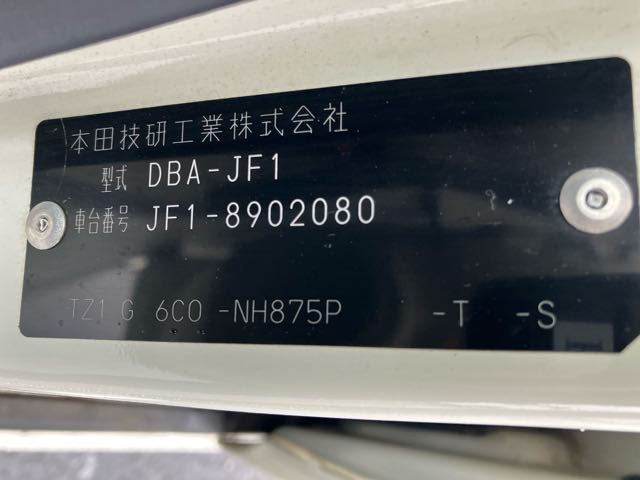 本田技研工業株式会社
型式 DBA-JF1
車台番号 JF1-8902080
TZ1 G 6C0 -NH875P -T -S